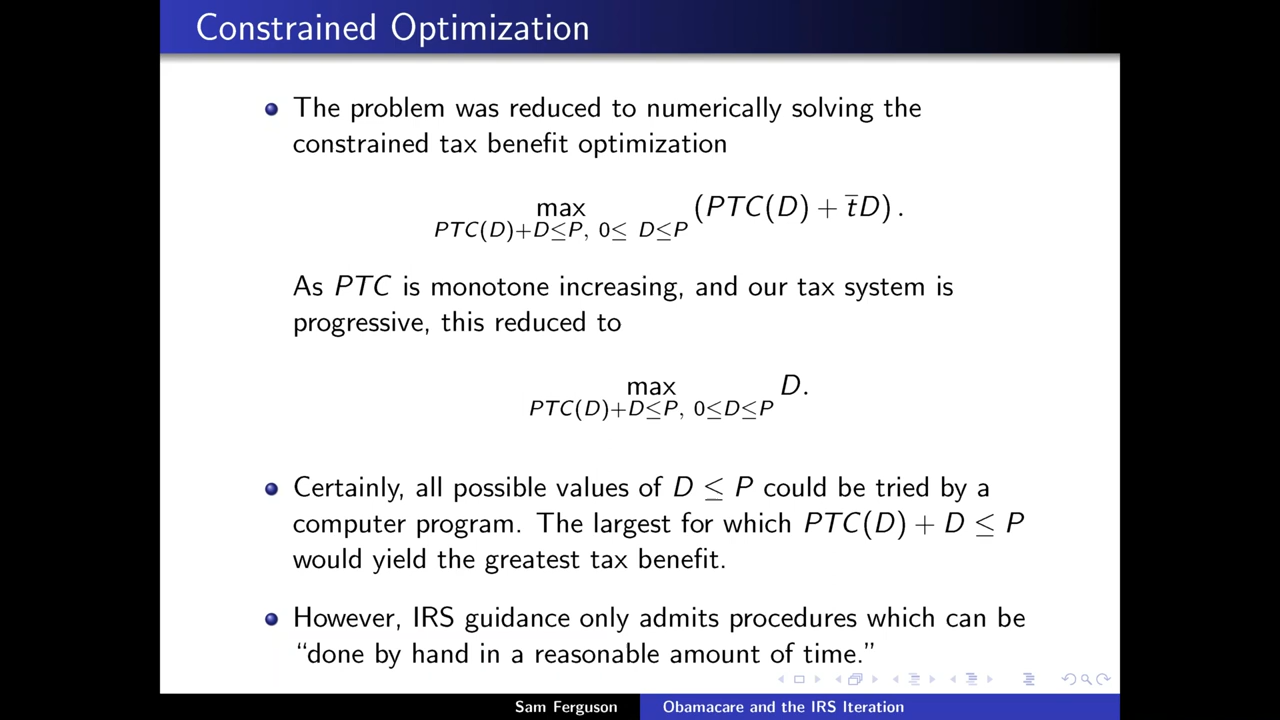 Constrained Optimization
The problem was reduced to numerically solving the
constrained tax benefit optimization
max (PTC(D) + t̅D).
PTC(D)+D≤P, 0≤ D≤P
As PTC is monotone increasing, and our tax system is
progressive, this reduced to
max D.
PTC(D)+D≤P, 0≤D≤P
Certainly, all possible values of D ≤ P could be tried by a
computer program. The largest for which PTC(D) + D ≤ P
would yield the greatest tax benefit.
However, IRS guidance only admits procedures which can be
“done by hand in a reasonable amount of time.”
Sam Ferguson
Obamacare and the IRS Iteration